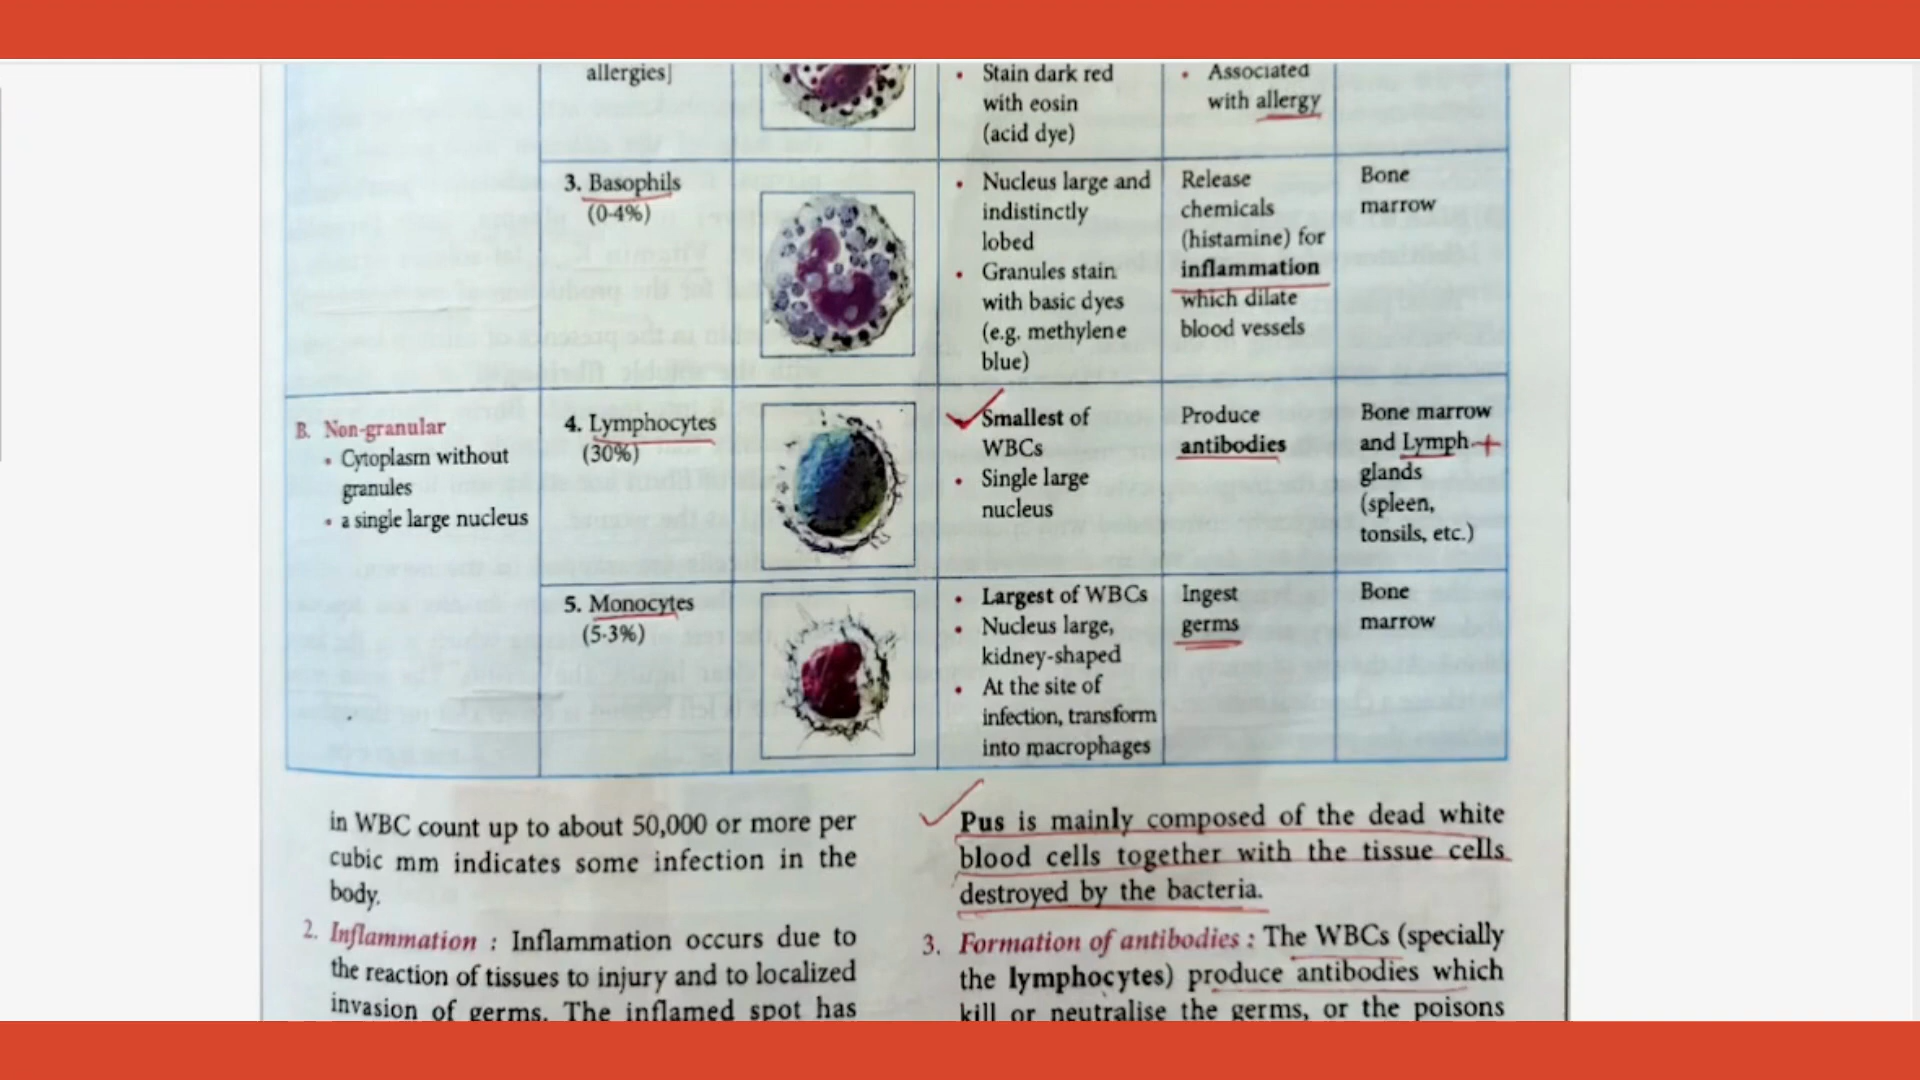 allergies]
Stain dark red
with eosin
(acid dye)
Associated
with allergy
3. Basophils
(0-4%)
Nucleus large and
indistinctly
lobed
Granules stain
with basic dyes
(e.g. methylene
blue)
Release
chemicals
(histamine) for
inflammation
which dilate
blood vessels
Bone
marrow
B. Non-granular
Cytoplasm without
granules
a single large nucleus
4. Lymphocytes
(30%)
Smallest of
WBCs
Single large
nucleus
Produce
antibodies
Bone marrow
and Lymph
glands
(spleen,
tonsils, etc.)
5. Monocytes
(5·3%)
Largest of WBCs
Nucleus large,
kidney-shaped
At the site of
infection, transform
into macrophages
Ingest
germs
Bone
marrow
in WBC count up to about 50,000 or more per
cubic mm indicates some infection in the
body.
2. Inflammation : Inflammation occurs due to
the reaction of tissues to injury and to localized
invasion of germs. The inflamed spot has
Pus is mainly composed of the dead white
blood cells together with the tissue cells
destroyed by the bacteria.
3. Formation of antibodies : The WBCs (specially
the lymphocytes) produce antibodies which
kill or neutralise the germs, or the poisons